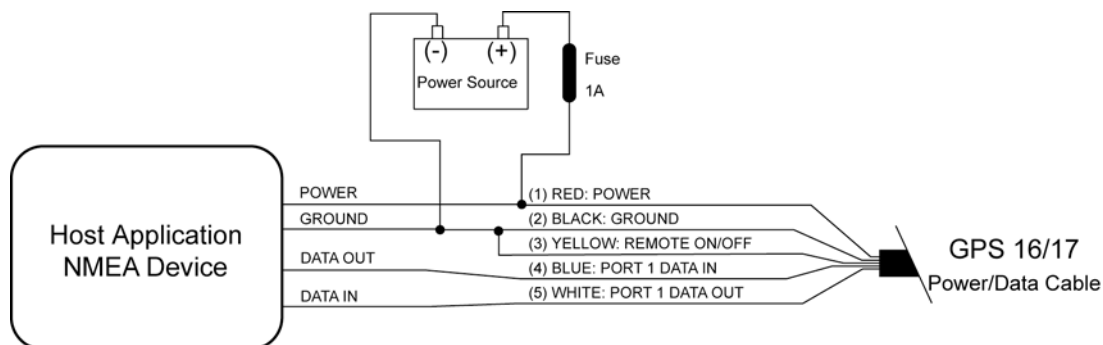 (-) (+)
Power Source
Fuse
1A
Host Application
NMEA Device
POWER
GROUND
DATA OUT
DATA IN
(1) RED: POWER
(2) BLACK: GROUND
(3) YELLOW: REMOTE ON/OFF
(4) BLUE: PORT 1 DATA IN
(5) WHITE: PORT 1 DATA OUT
GPS 16/17
Power/Data Cable